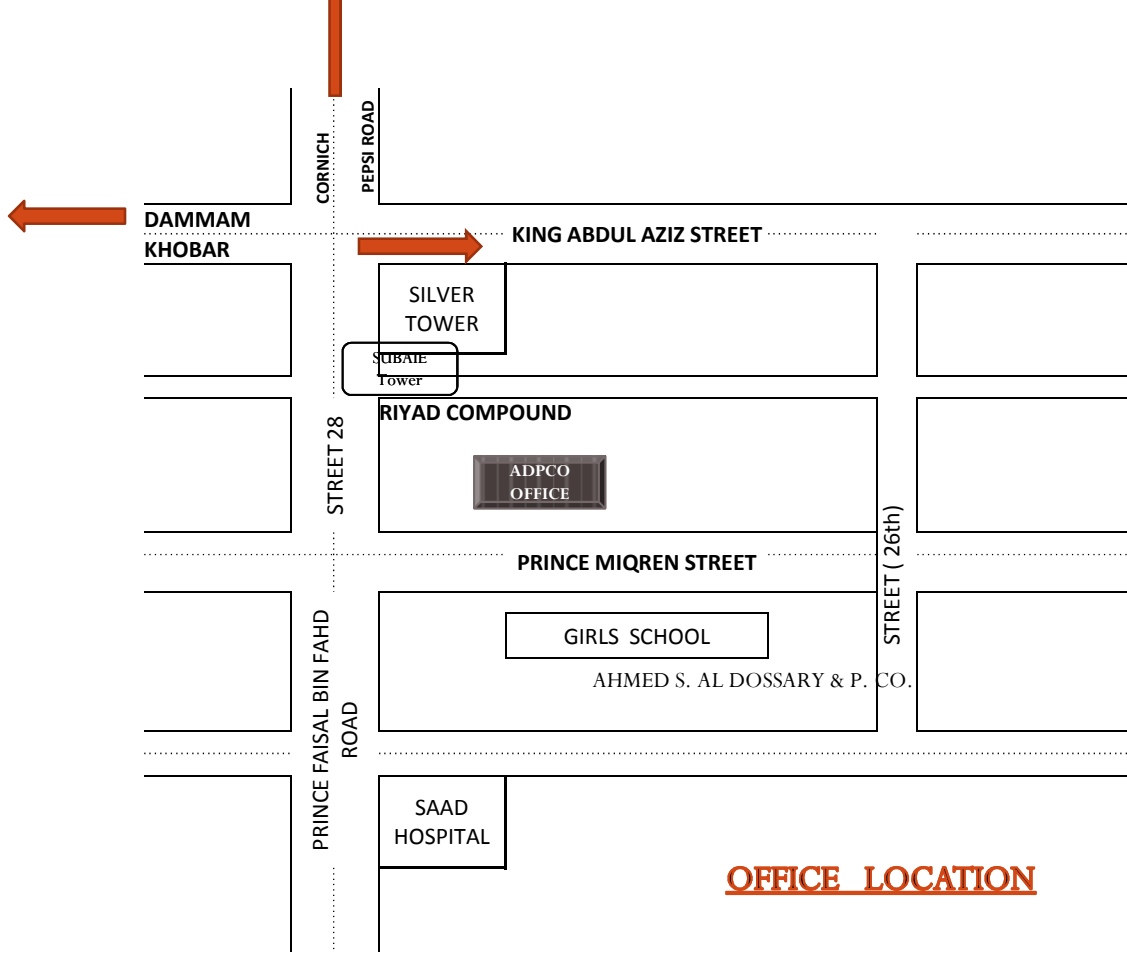 CORNICH
PEPSI ROAD
DAMMAM
KHOBAR
KING ABDUL AZIZ STREET
SILVER
TOWER
SUBAIE
Tower
RIYAD COMPOUND
STREET 28
ADPCO
OFFICE
PRINCE MIQREN STREET
STREET ( 26th)
GIRLS SCHOOL
AHMED S. AL DOSSARY & P. CO.
PRINCE FAISAL BIN FAHD
ROAD
SAAD
HOSPITAL
OFFICE LOCATION